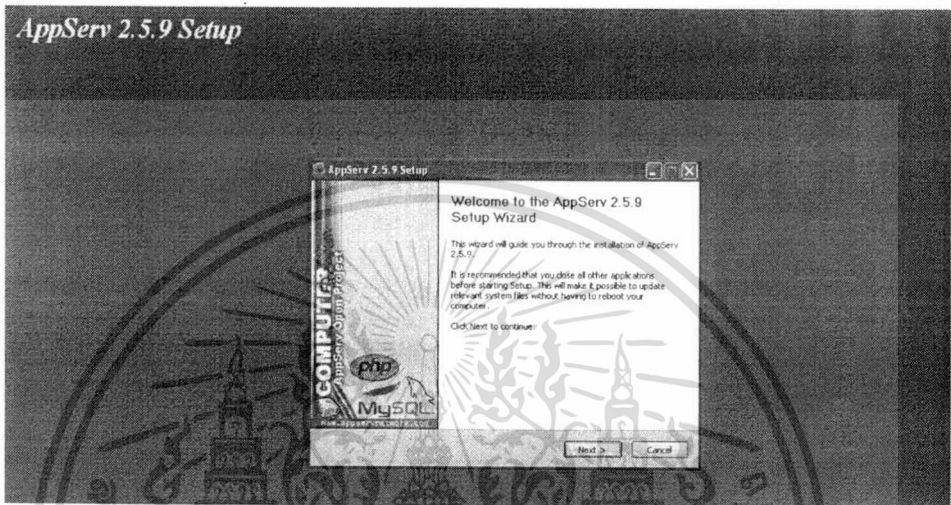 AppServ 2.5.9 Setup
AppServ 2.5.9 Setup
Welcome to the AppServ 2.5.9
Setup Wizard
This wizard will guide you through the installation of AppServ
2.5.9.
It is recommended that you close all other applications
before starting Setup. This will make it possible to update
relevant system files without having to reboot your
computer.
Click Next to continue.
AppServ Open Project
php
MySQL
www.appservnetwork.com
Next >
Cancel